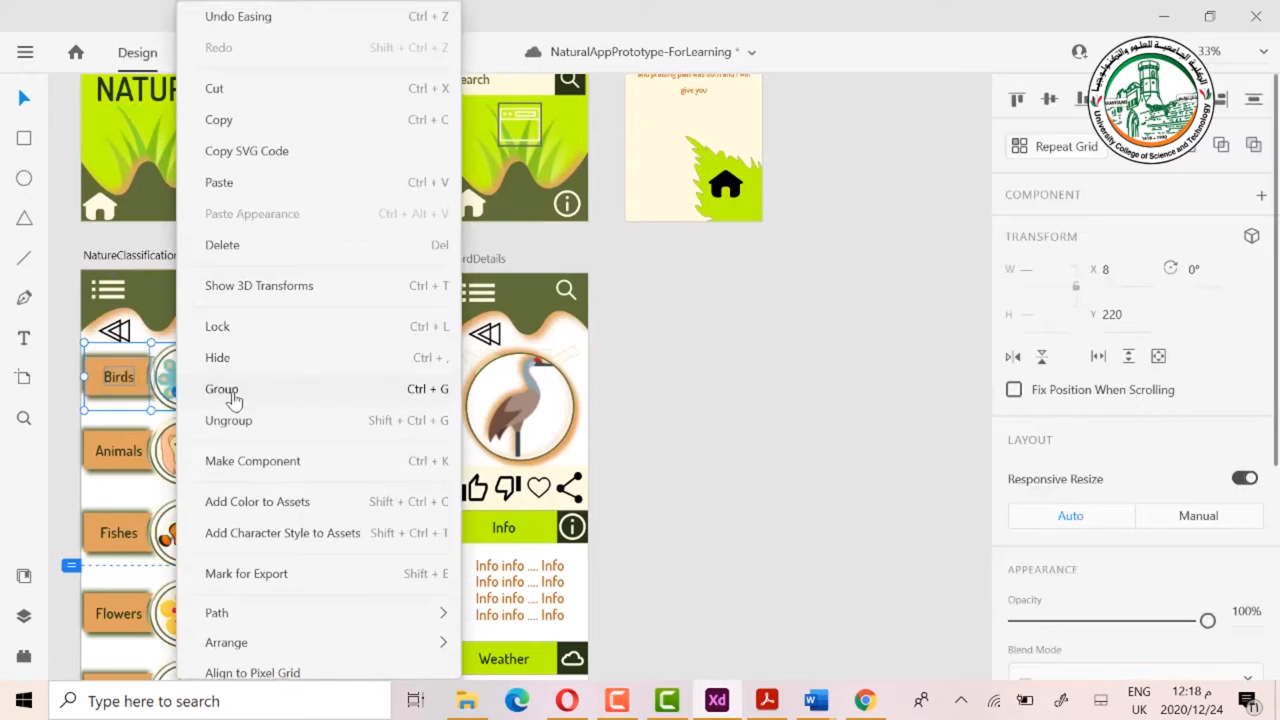 Undo Easing Ctrl + Z
Redo Shift + Ctrl + Z
Cut Ctrl + X
Copy Ctrl + C
Copy SVG Code
Paste Ctrl + V
Paste Appearance Ctrl + Alt + V
Delete Del
Show 3D Transforms Ctrl + T
Lock Ctrl + L
Hide Ctrl + ,
Group Ctrl + G
Ungroup Shift + Ctrl + G
Make Component Ctrl + K
Add Color to Assets Shift + Ctrl + C
Add Character Style to Assets Shift + Ctrl + T
Mark for Export Shift + E
Path
Arrange
Align to Pixel Grid
Design
NaturalAppPrototype-ForLearning *
33%
NATUR
earch
give you
NatureClassification
rdDetails
Birds
Animals
Fishes
Flowers
Info
Info info .... Info
Info info .... Info
Info info .... Info
Info info .... Info
Weather
University College of Science and Technology
Repeat Grid
COMPONENT
TRANSFORM
W X 8 0°
H Y 220
Fix Position When Scrolling
LAYOUT
Responsive Resize
Auto Manual
APPEARANCE
Opacity 100%
Blend Mode
Type here to search
ENG
UK
12:18 م
2020/12/24